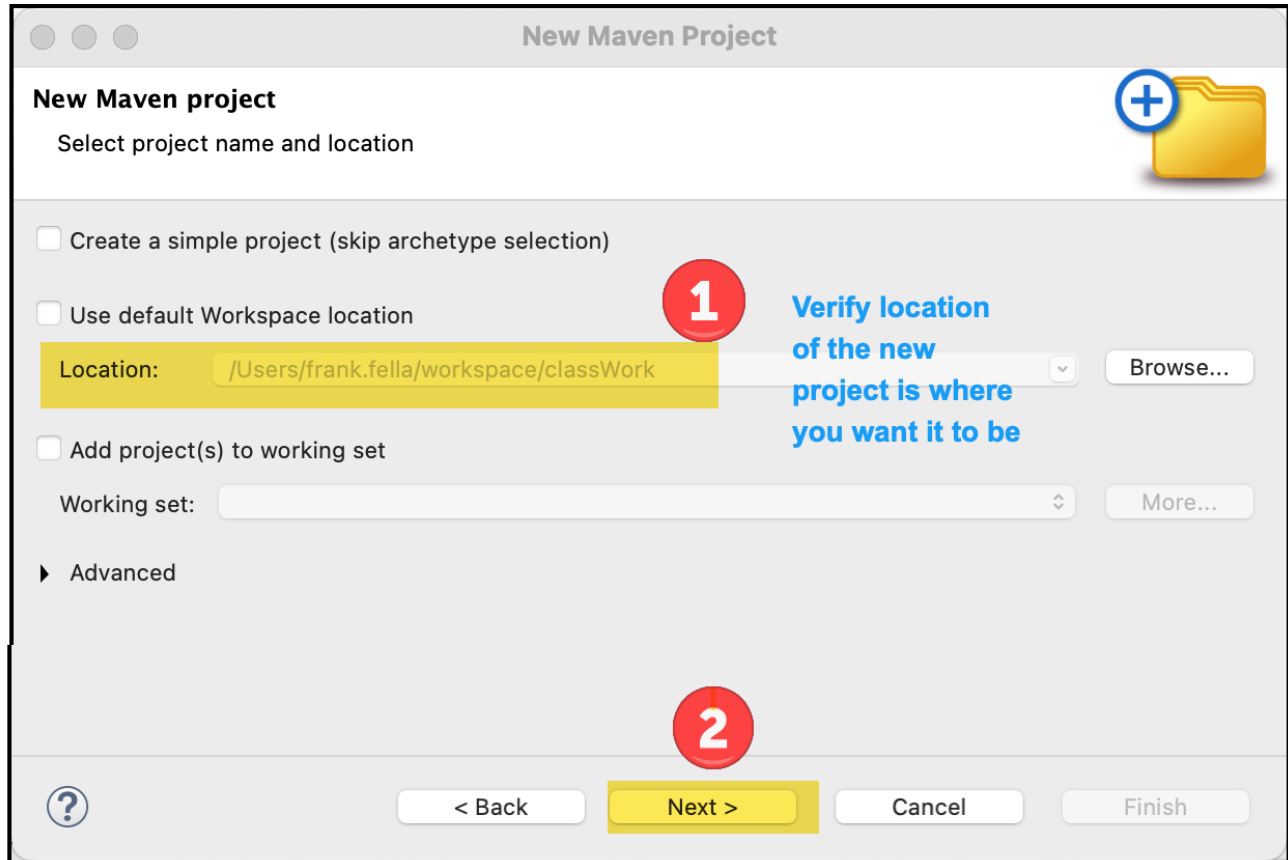 New Maven Project
New Maven project
Select project name and location
Create a simple project (skip archetype selection)
Use default Workspace location
1
Verify location
of the new
project is where
you want it to be
Location: /Users/frank.fella/workspace/classWork Browse...
Add project(s) to working set
Working set: More...
Advanced
2
? < Back Next > Cancel Finish